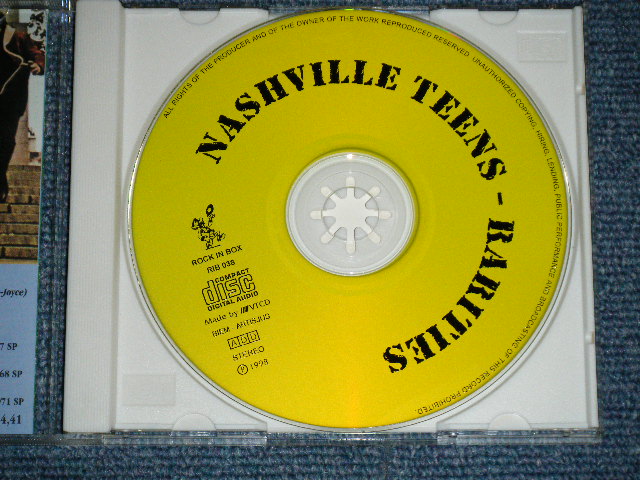 ALL RIGHTS OF THE PRODUCER AND OF THE OWNER OF THE WORK REPRODUCED RESERVED. UNAUTHORIZED COPYING, HIRING, LENDING, PUBLIC PERFORMANCE AND BROADCASTING OF THIS RECORD PROHIBITED.
NASHVILLE TEENS - RARITIES
ROCK IN BOX
RIB 038
COMPACT
disc
DIGITAL AUDIO
Made by VTCD
BIEM - ARTISJUS
STEREO
℗ 1998
-Joyce)
7 SP
68 SP
71 SP
4,41